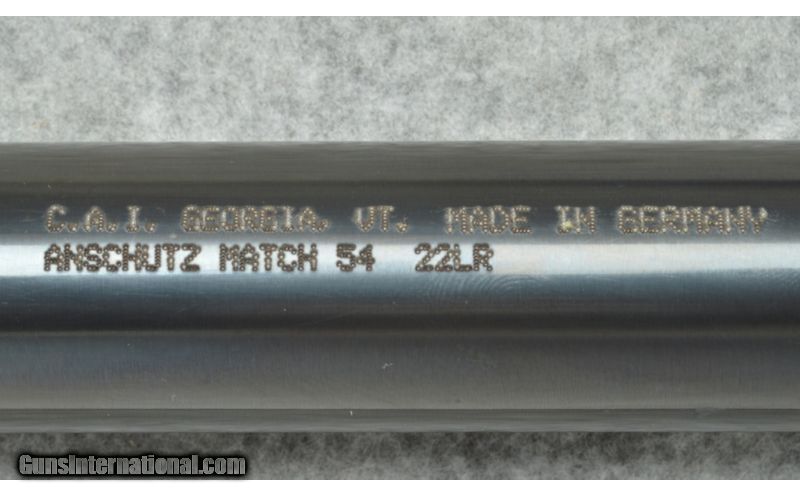 C.A.I. GEORGIA. VT. MADE IN GERMANY
ANSCHUTZ MATCH 54 22LR
GunsInternational.com